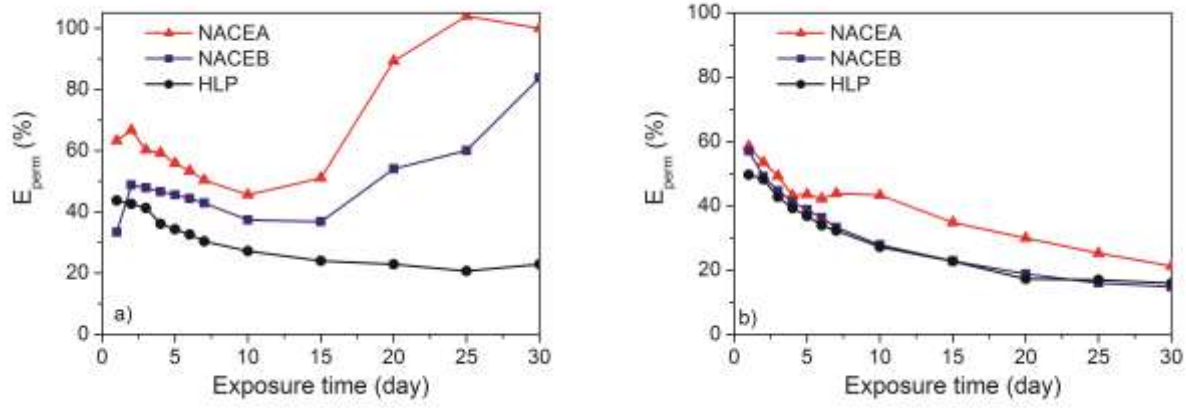 100
80
60
40
20
0
E_perm (%)
NACEA
NACEB
HLP
a)
0 5 10 15 20 25 30
Exposure time (day)
100
80
60
40
20
0
E_perm (%)
NACEA
NACEB
HLP
b)
0 5 10 15 20 25 30
Exposure time (day)